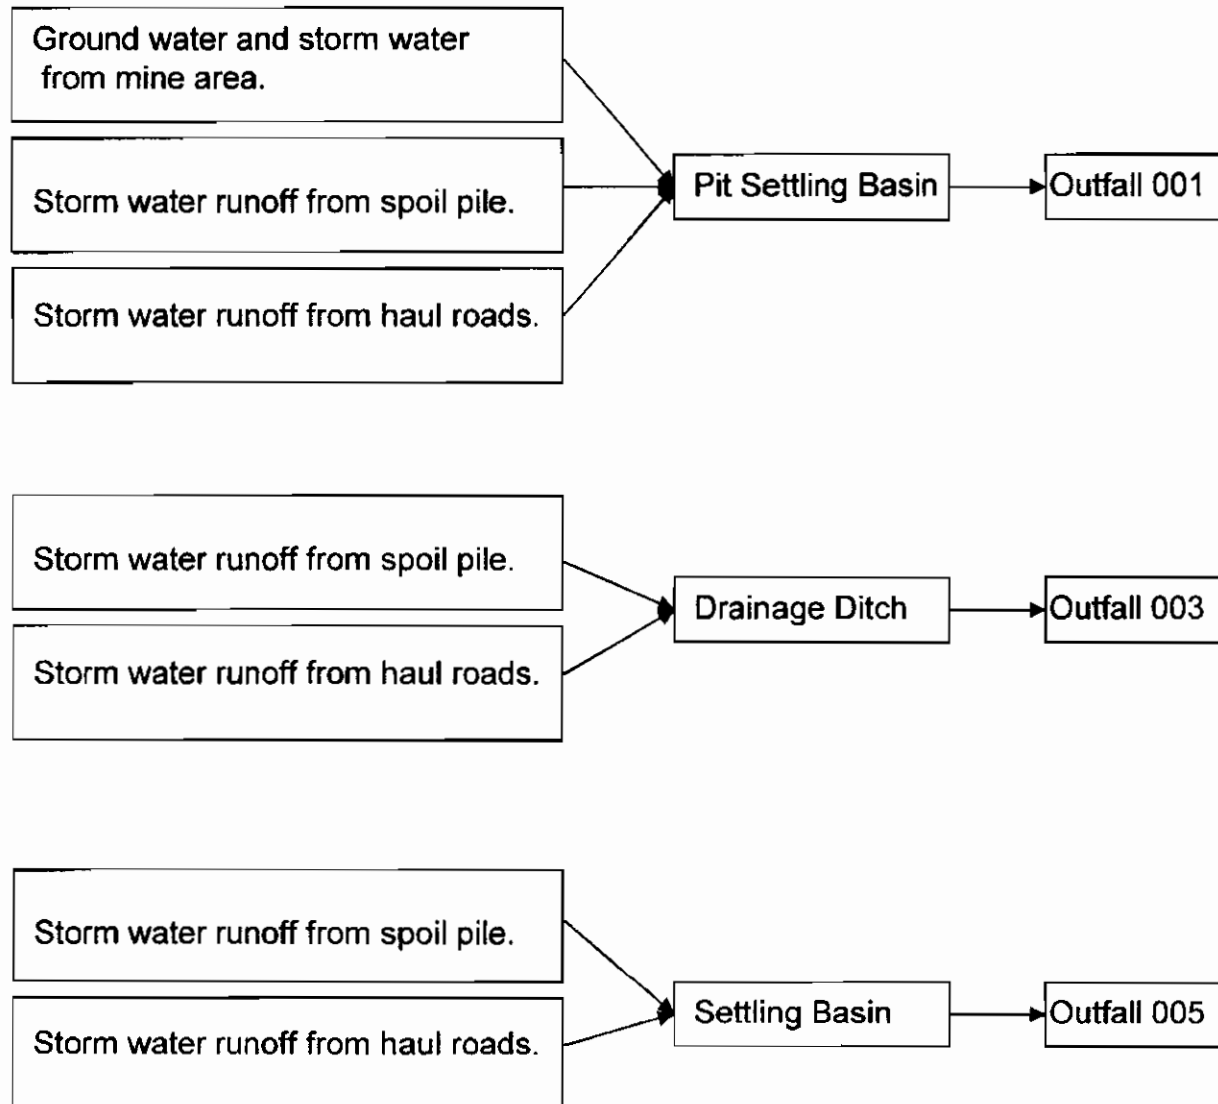 Ground water and storm water
from mine area.
Storm water runoff from spoil pile.
Storm water runoff from haul roads.
Pit Settling Basin
Outfall 001
Storm water runoff from spoil pile.
Storm water runoff from haul roads.
Drainage Ditch
Outfall 003
Storm water runoff from spoil pile.
Storm water runoff from haul roads.
Settling Basin
Outfall 005